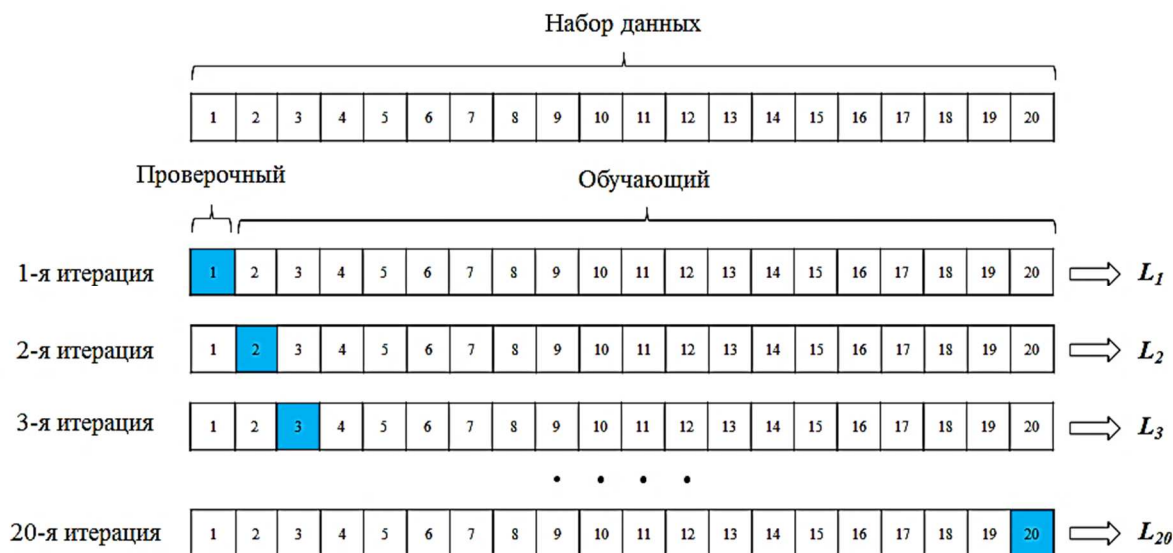 Набор данных
1 2 3 4 5 6 7 8 9 10 11 12 13 14 15 16 17 18 19 20
Проверочный Обучающий
1-я итерация 1 2 3 4 5 6 7 8 9 10 11 12 13 14 15 16 17 18 19 20 L1
2-я итерация 1 2 3 4 5 6 7 8 9 10 11 12 13 14 15 16 17 18 19 20 L2
3-я итерация 1 2 3 4 5 6 7 8 9 10 11 12 13 14 15 16 17 18 19 20 L3
. . . .
20-я итерация 1 2 3 4 5 6 7 8 9 10 11 12 13 14 15 16 17 18 19 20 L20